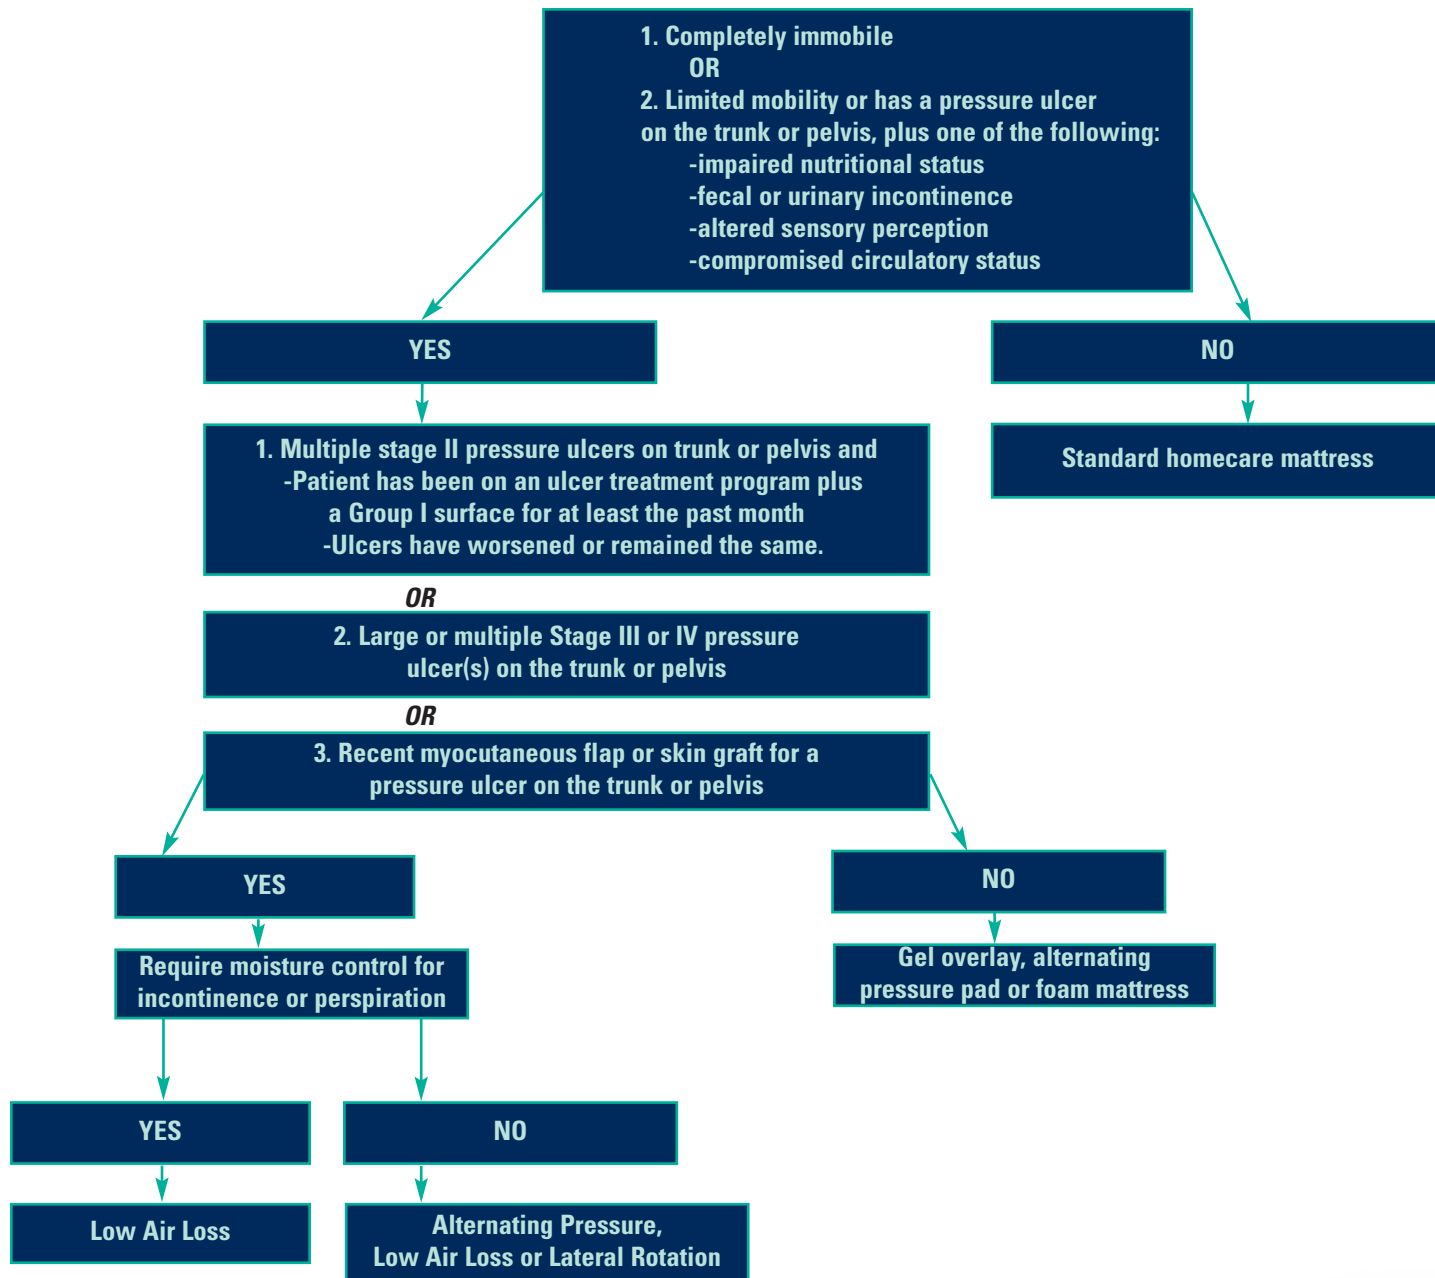 1. Completely immobile
OR
2. Limited mobility or has a pressure ulcer
on the trunk or pelvis, plus one of the following:
-impaired nutritional status
-fecal or urinary incontinence
-altered sensory perception
-compromised circulatory status
YES
NO
1. Multiple stage II pressure ulcers on trunk or pelvis and
-Patient has been on an ulcer treatment program plus
a Group I surface for at least the past month
-Ulcers have worsened or remained the same.
Standard homecare mattress
OR
2. Large or multiple Stage III or IV pressure
ulcer(s) on the trunk or pelvis
OR
3. Recent myocutaneous flap or skin graft for a
pressure ulcer on the trunk or pelvis
YES
NO
Require moisture control for
incontinence or perspiration
Gel overlay, alternating
pressure pad or foam mattress
YES
NO
Low Air Loss
Alternating Pressure,
Low Air Loss or Lateral Rotation